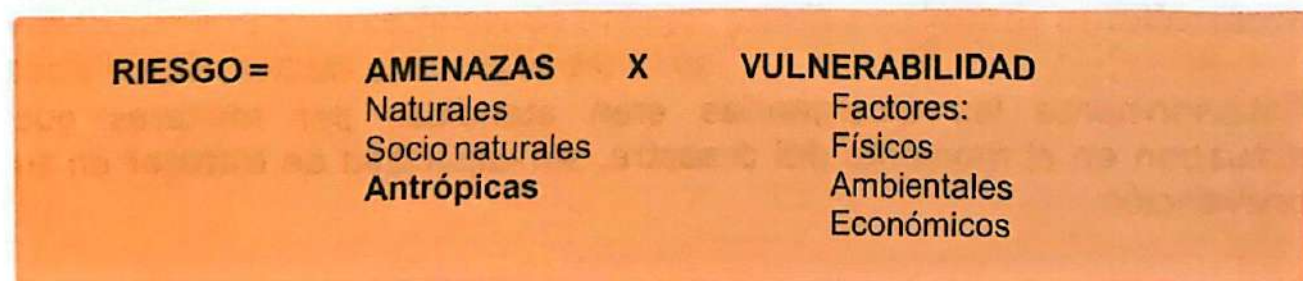 RIESGO = AMENAZAS X VULNERABILIDAD
Naturales Factores:
Socio naturales Físicos
Antrópicas Ambientales
Económicos